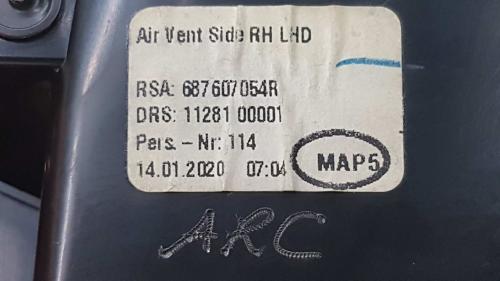 Air Vent Side RH LHD
RSA: 687607054R
DRS: 11281 00001
Pers. - Nr: 114
14.01.2020 07:04 MAP5
ARC